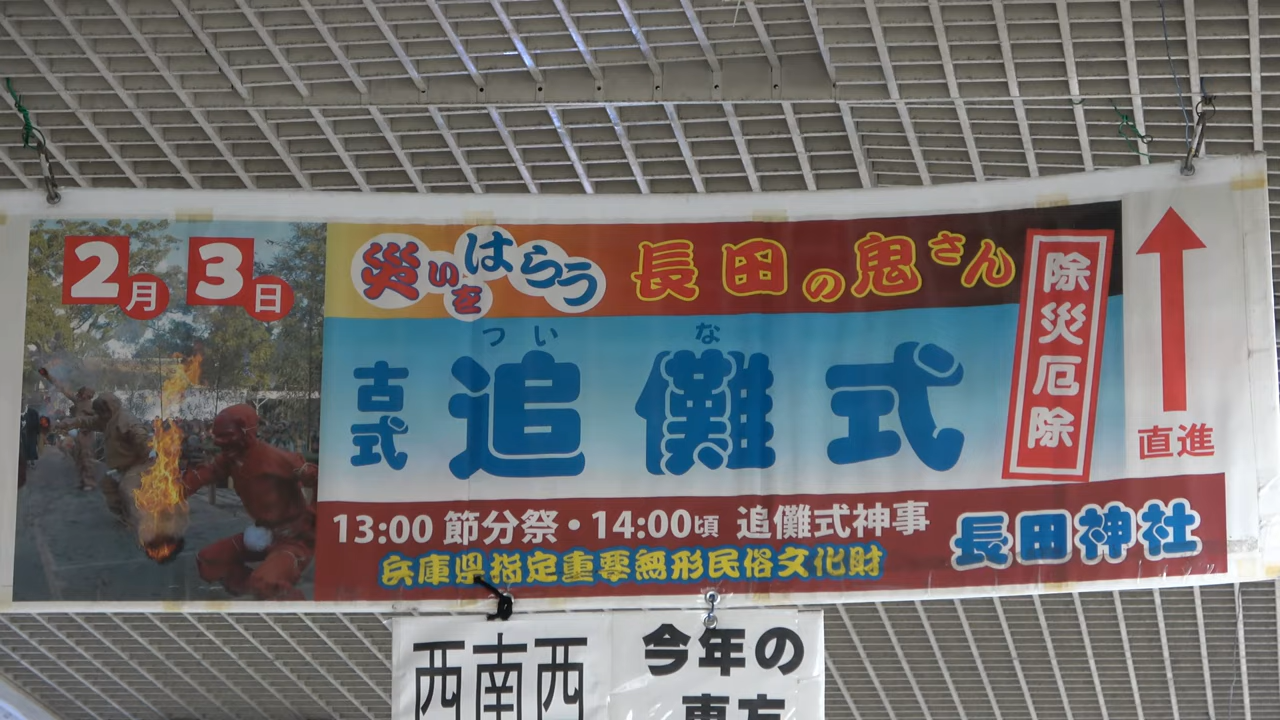 2月3日
災いをはらう
長田の鬼さん
除災厄除
直進
つい な
古式 追儺式
13:00 節分祭・14:00頃 追儺式神事
兵庫県指定重要無形民俗文化財
長田神社
西南西
今年の
恵方